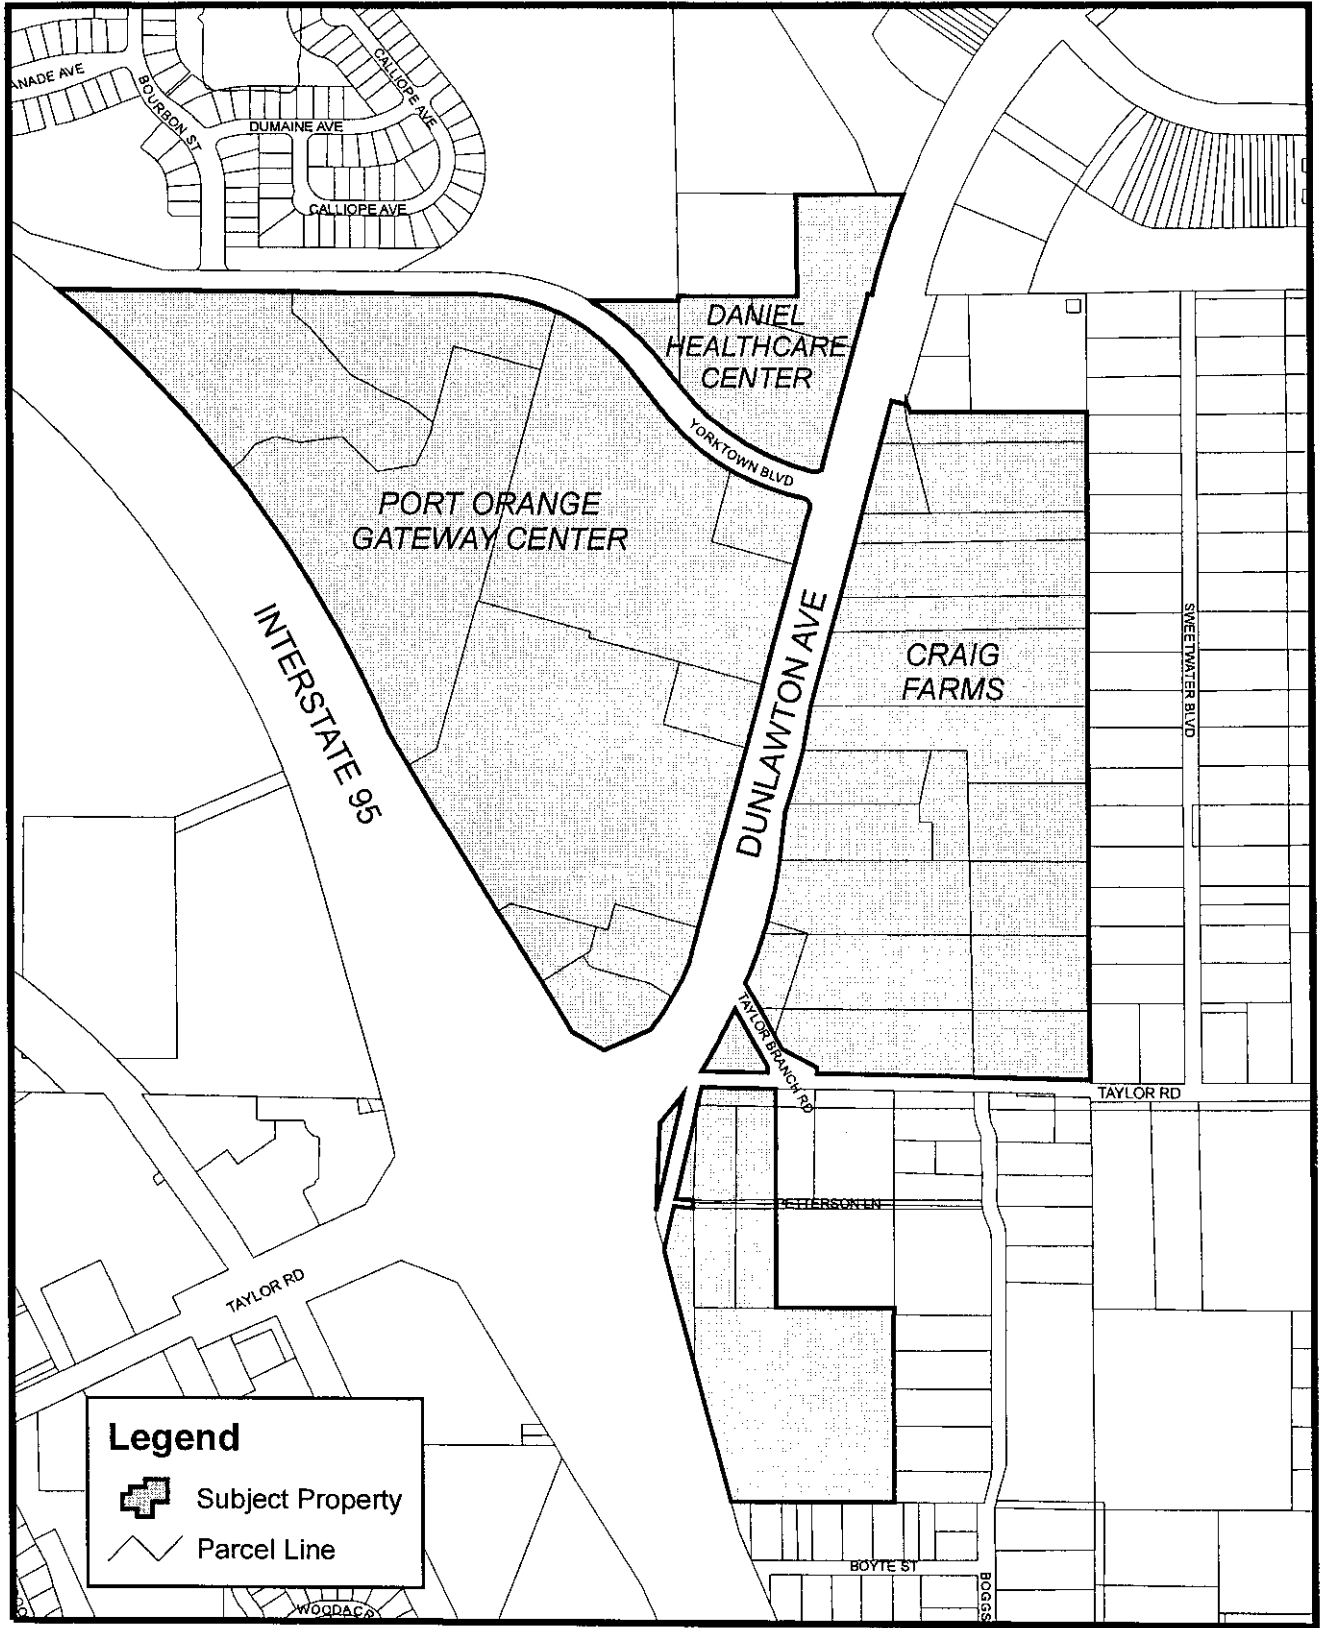 CALLIOPE AVE
ANADE AVE
BOURBON ST
DUMAINE AVE
CALLIOPE AVE
DANIEL
HEALTHCARE
CENTER
YORKTOWN BLVD
PORT ORANGE
GATEWAY CENTER
INTERSTATE 95
DUNLAWTON AVE
CRAIG
FARMS
SWEETWATER BLVD
TAYLOR BRANCH RD
TAYLOR RD
PETTERSON LN
TAYLOR RD
Legend
Subject Property
Parcel Line
BOYTE ST
BOGGS
WOODAC